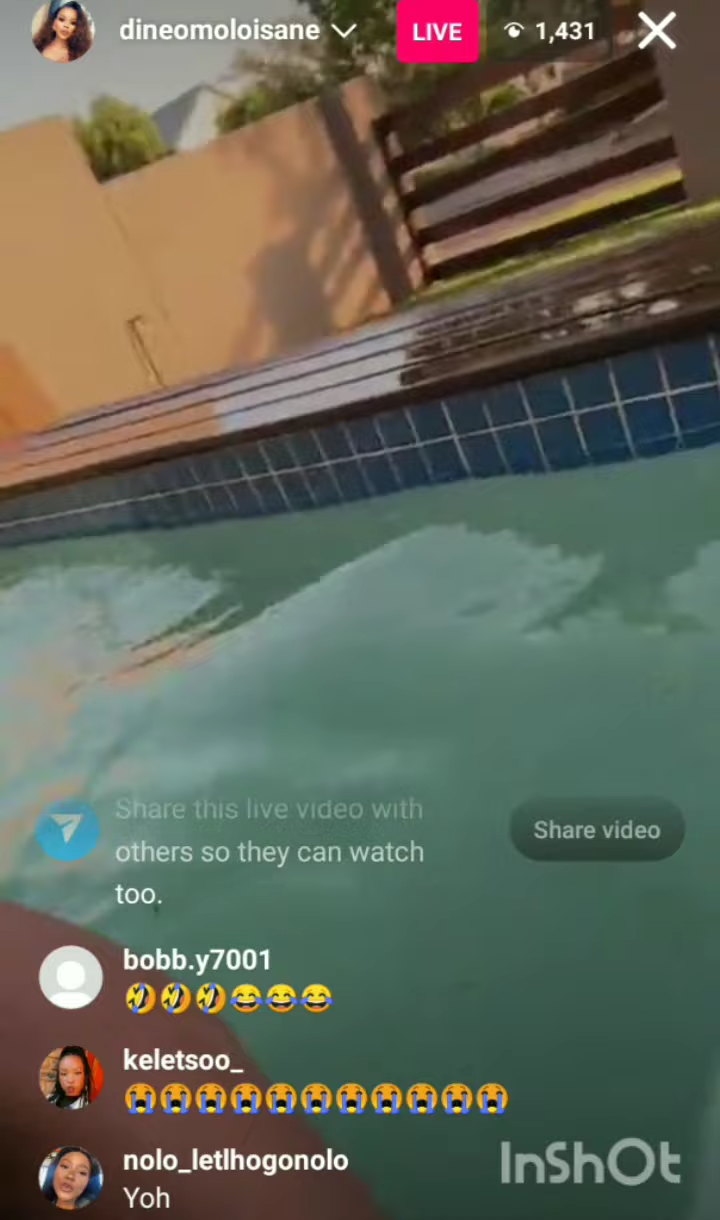 dineomoloisane
LIVE
1,431
Share this live video with
others so they can watch
too.
Share video
bobb.y7001
🤣🤣🤣😂😂😂
keletsoo_
😭😭😭😭😭😭😭😭😭😭😭
nolo_letlhogonolo
Yoh
InShOt